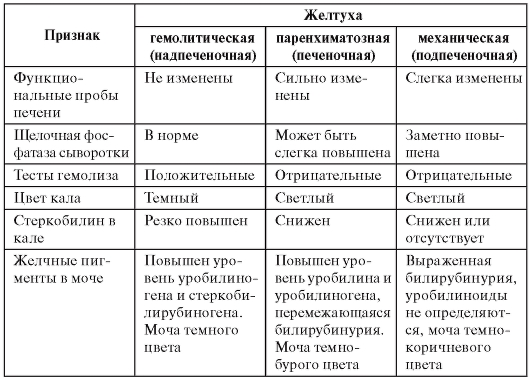 Признак
Желтуха
гемолитическая
(надпеченочная)
паренхиматозная
(печеночная)
механическая
(подпеченочная)
Функцио-
нальные пробы
печени
Не изменены
Сильно изме-
нены
Слегка изменены
Щелочная фос-
фатаза сыворотки
В норме
Может быть
слегка повышена
Заметно повы-
шена
Тесты гемолиза
Положительные
Отрицательные
Отрицательные
Цвет кала
Темный
Светлый
Светлый
Стеркобилин в
кале
Резко повышен
Снижен
Снижен или
отсутствует
Желчные пиг-
менты в моче
Повышен уро-
вень уробилино-
гена и стеркоби-
лирубиногена.
Моча темного
цвета
Повышен уро-
вень уробилина и
уробилиногена,
перемежающаяся
билирубинурия.
Моча темно-
бурого цвета
Выраженная
билирубинурия,
уробилиноиды
не определяют-
ся, моча темно-
коричневого
цвета